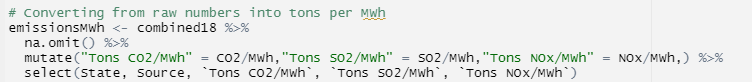 # Converting from raw numbers into tons per MWh
emissionsMWh <- combined18 %>%
  na.omit() %>%
  mutate("Tons CO2/MWh" = CO2/MWh,"Tons SO2/MWh" = SO2/MWh,"Tons NOx/MWh" = NOx/MWh,) %>%
  select(State, Source, `Tons CO2/MWh`, `Tons SO2/MWh`, `Tons NOx/MWh`)